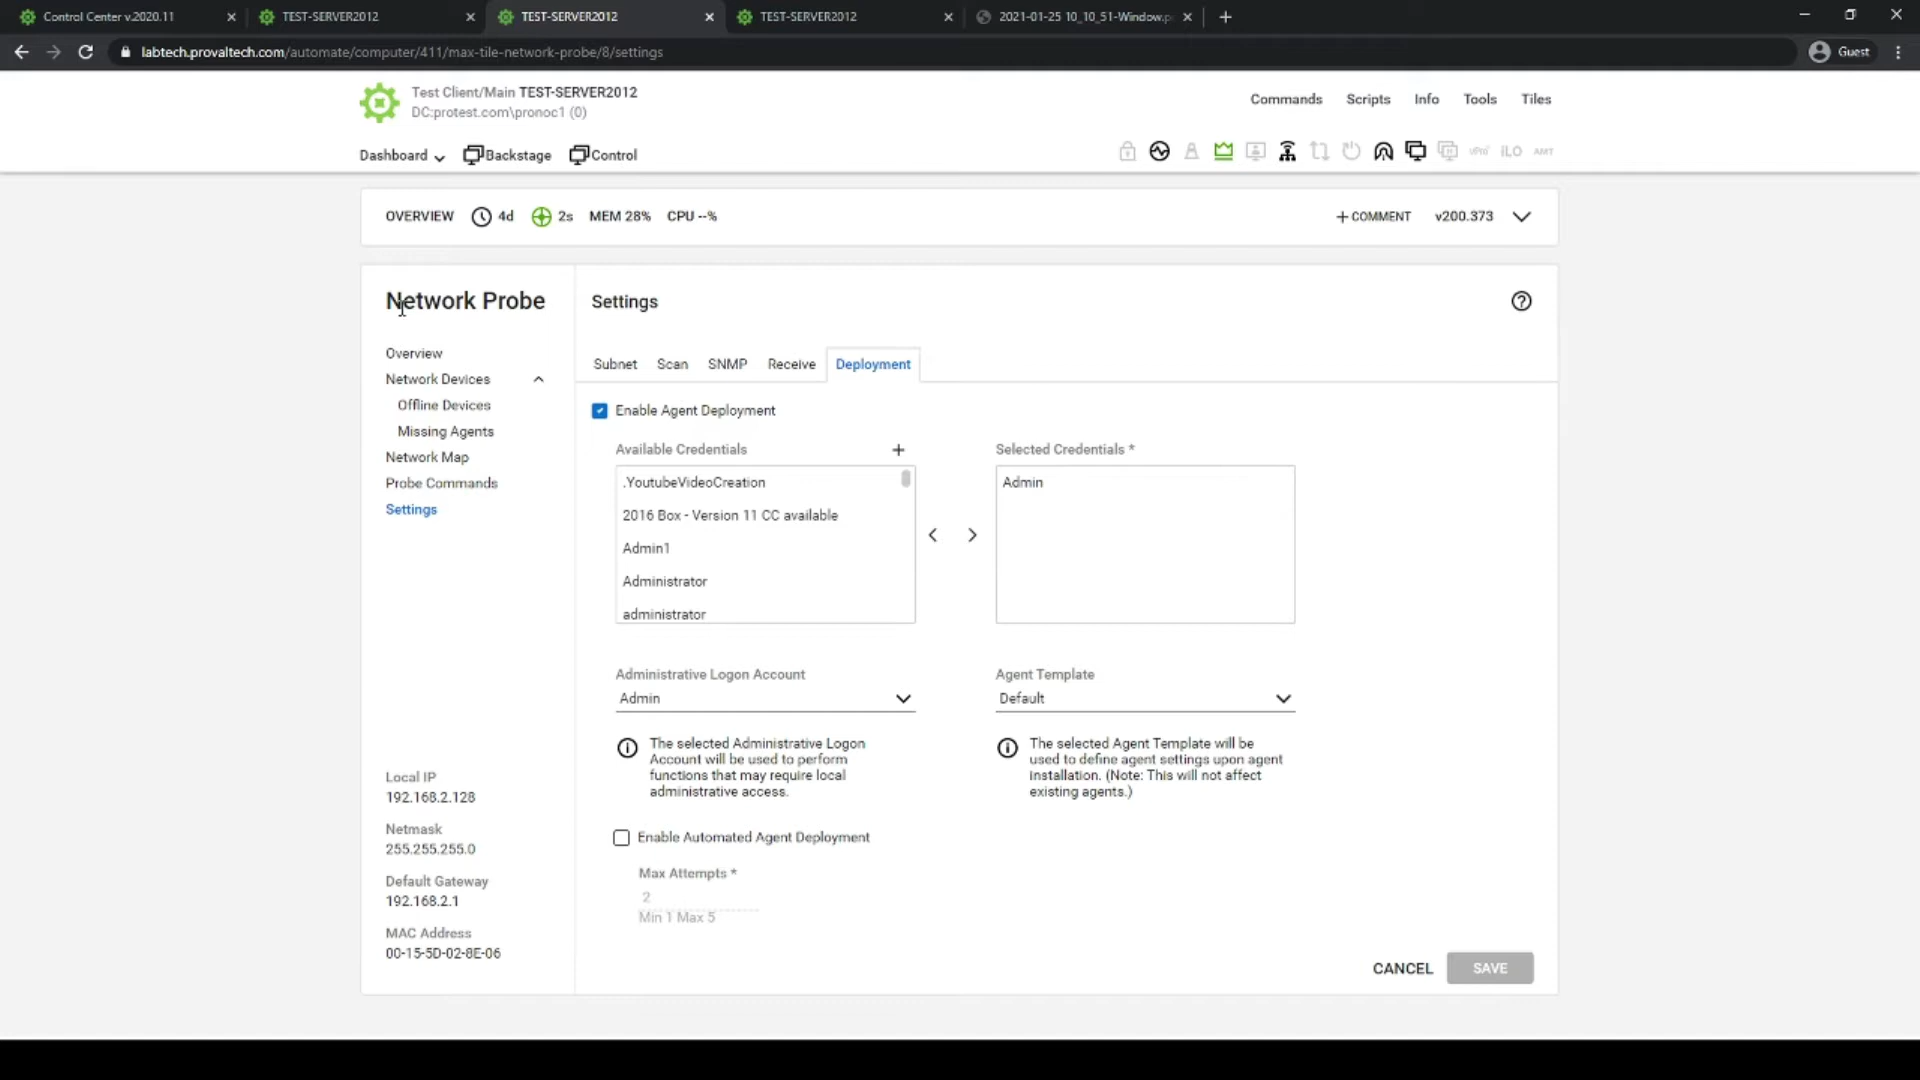 Control Center v.2020.11
TEST-SERVER2012
TEST-SERVER2012
TEST-SERVER2012
2021-01-25 10_10_51-Window.p
labtech.provaltech.com/automate/computer/411/max-tile-network-probe/8/settings
Guest
Test Client/Main TEST-SERVER2012
DC:protest.com\pronoc1 (0)
Commands Scripts Info Tools Tiles
Dashboard Backstage Control
vPro iLO AMT
OVERVIEW 4d 2s MEM 28% CPU --%
+ COMMENT v200.373
Network Probe
Overview
Network Devices
Offline Devices
Missing Agents
Network Map
Probe Commands
Settings
Local IP
192.168.2.128
Netmask
255.255.255.0
Default Gateway
192.168.2.1
MAC Address
00-15-5D-02-8E-06
Settings
Subnet Scan SNMP Receive Deployment
Enable Agent Deployment
Available Credentials +
.YoutubeVideoCreation
2016 Box - Version 11 CC available
Admin1
Administrator
administrator
Selected Credentials *
Admin
Administrative Logon Account
Admin
The selected Administrative Logon
Account will be used to perform
functions that may require local
administrative access.
Agent Template
Default
The selected Agent Template will be
used to define agent settings upon agent
installation. (Note: This will not affect
existing agents.)
Enable Automated Agent Deployment
Max Attempts *
2
Min 1 Max 5
CANCEL SAVE